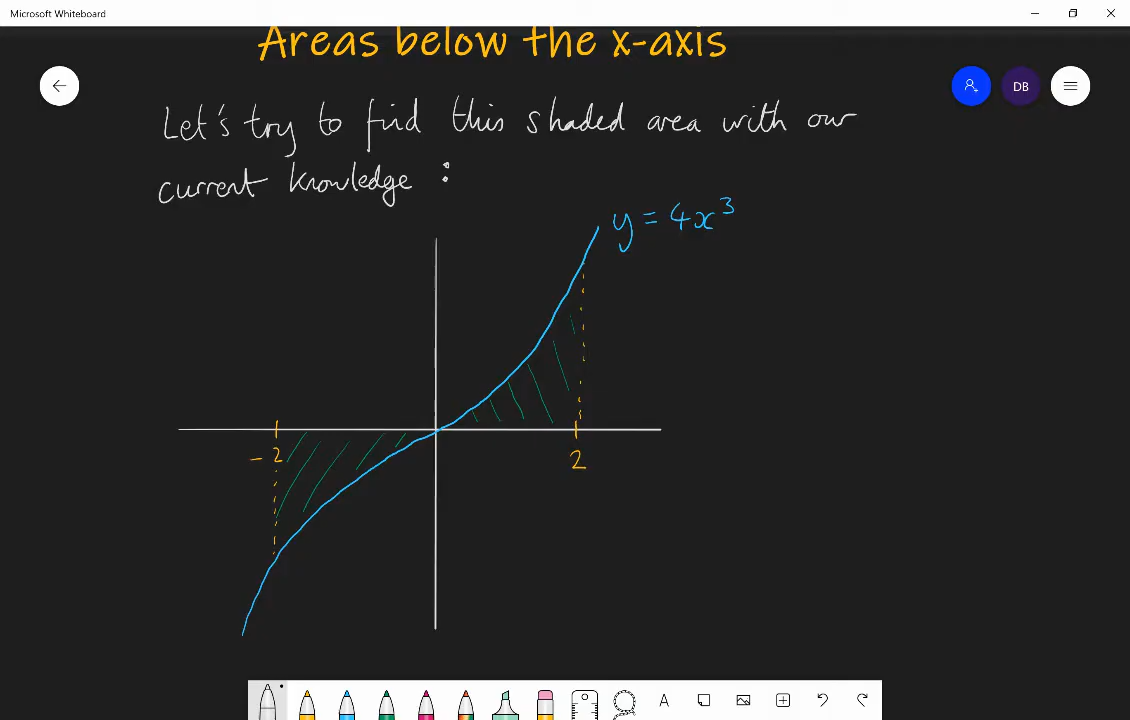 Microsoft Whiteboard
Areas below the x-axis
DB
Let's try to find this shaded area with our
current knowledge :
y = 4x³
-2
2
A